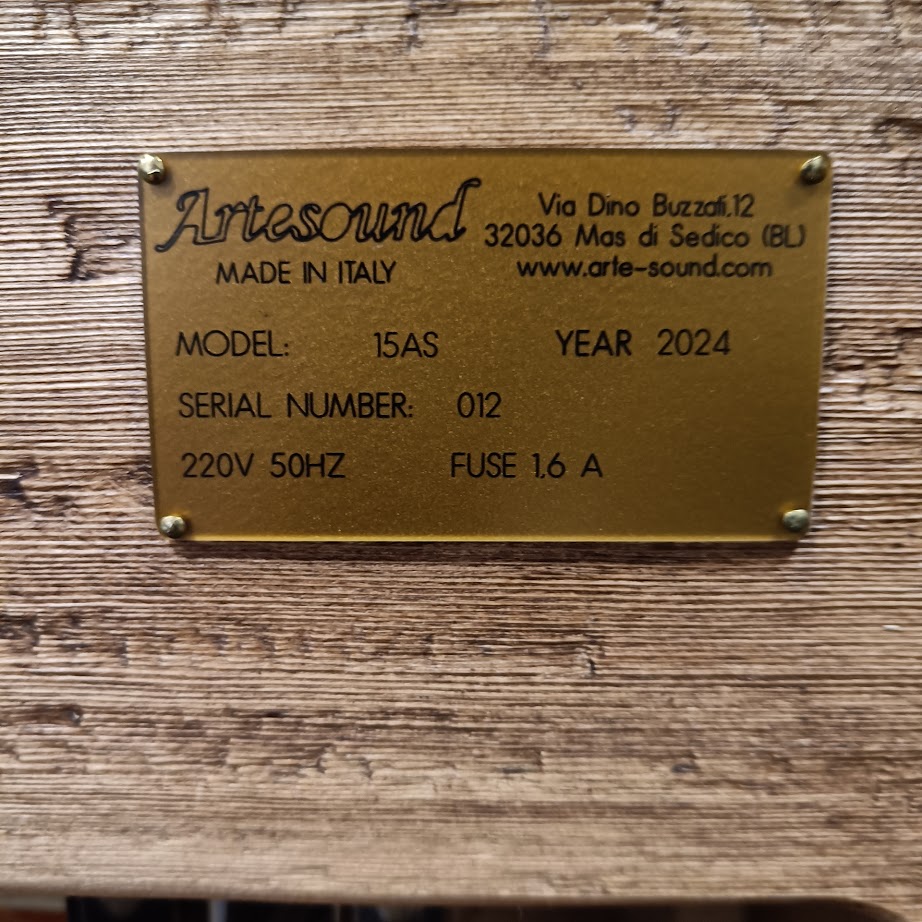 Artesound
MADE IN ITALY
Via Dino Buzzati,12
32036 Mas di Sedico (BL)
www.arte-sound.com
MODEL: 15AS YEAR 2024
SERIAL NUMBER: 012
220V 50HZ FUSE 1,6 A